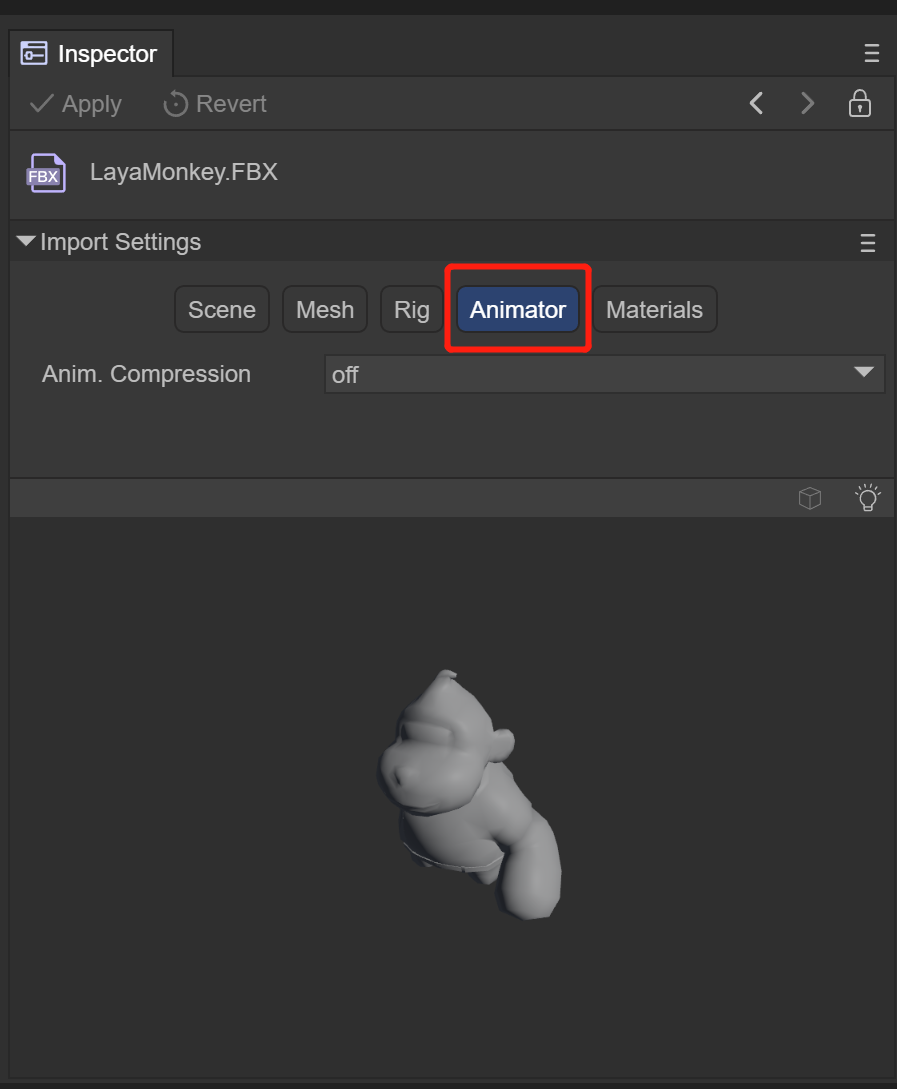 Inspector
Apply Revert
FBX LayaMonkey.FBX
Import Settings
Scene Mesh Rig Animator Materials
Anim. Compression off